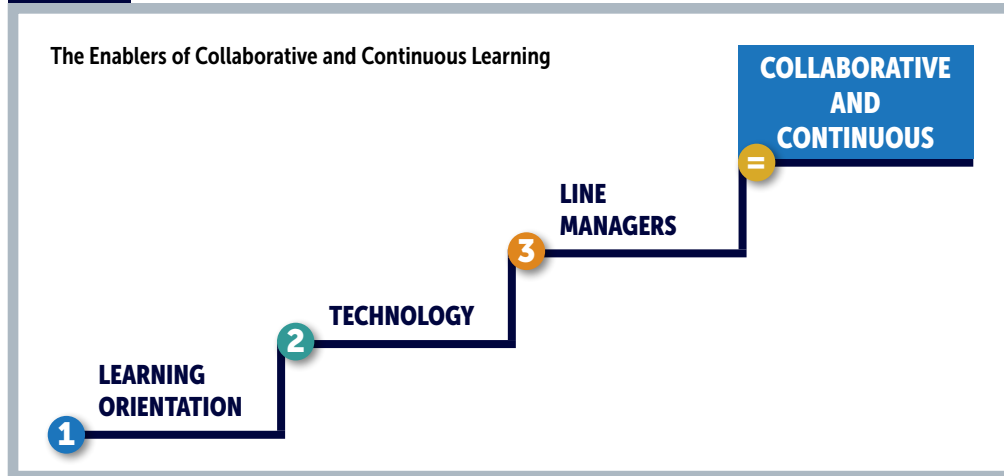 The Enablers of Collaborative and Continuous Learning
COLLABORATIVE
AND
CONTINUOUS
=
LINE
MANAGERS
3
TECHNOLOGY
2
LEARNING
ORIENTATION
1